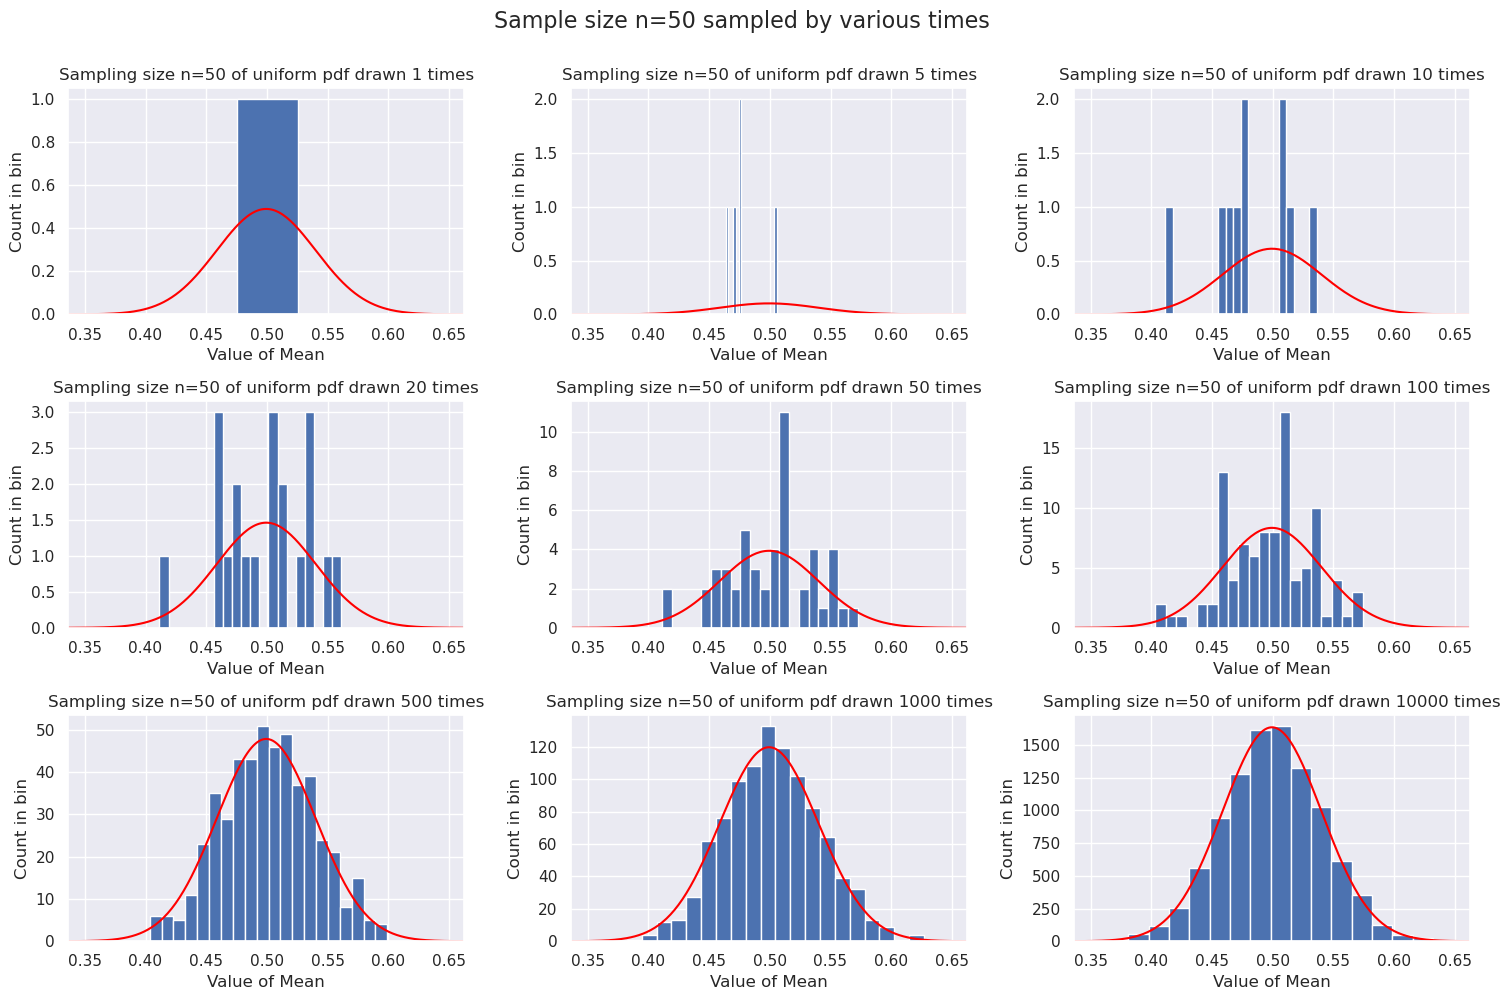 Sample size n=50 sampled by various times
Sampling size n=50 of uniform pdf drawn 1 times
1.0
0.8
0.6
0.4
0.2
0.0
Count in bin
0.35 0.40 0.45 0.50 0.55 0.60 0.65
Value of Mean
Sampling size n=50 of uniform pdf drawn 5 times
2.0
1.5
1.0
0.5
0.0
Count in bin
0.35 0.40 0.45 0.50 0.55 0.60 0.65
Value of Mean
Sampling size n=50 of uniform pdf drawn 10 times
2.0
1.5
1.0
0.5
0.0
Count in bin
0.35 0.40 0.45 0.50 0.55 0.60 0.65
Value of Mean
Sampling size n=50 of uniform pdf drawn 20 times
3.0
2.5
2.0
1.5
1.0
0.5
0.0
Count in bin
0.35 0.40 0.45 0.50 0.55 0.60 0.65
Value of Mean
Sampling size n=50 of uniform pdf drawn 50 times
10
8
6
4
2
0
Count in bin
0.35 0.40 0.45 0.50 0.55 0.60 0.65
Value of Mean
Sampling size n=50 of uniform pdf drawn 100 times
15
10
5
0
Count in bin
0.35 0.40 0.45 0.50 0.55 0.60 0.65
Value of Mean
Sampling size n=50 of uniform pdf drawn 500 times
50
40
30
20
10
0
Count in bin
0.35 0.40 0.45 0.50 0.55 0.60 0.65
Value of Mean
Sampling size n=50 of uniform pdf drawn 1000 times
120
100
80
60
40
20
0
Count in bin
0.35 0.40 0.45 0.50 0.55 0.60 0.65
Value of Mean
Sampling size n=50 of uniform pdf drawn 10000 times
1500
1250
1000
750
500
250
0
Count in bin
0.35 0.40 0.45 0.50 0.55 0.60 0.65
Value of Mean